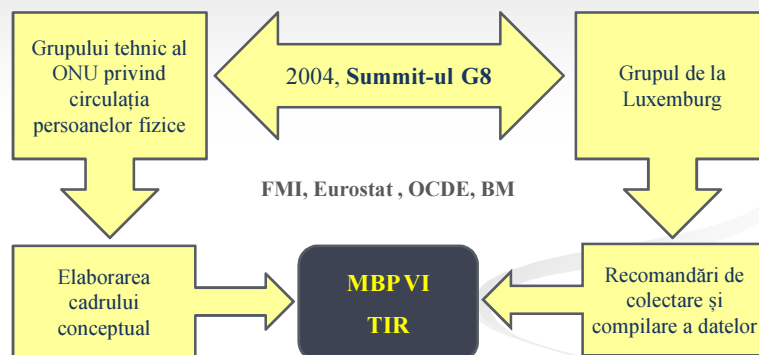 Grupului tehnic al
ONU privind
circulația
persoanelor fizice
2004, Summit-ul G8
Grupul de la
Luxemburg
FMI, Eurostat , OCDE, BM
Elaborarea
cadrului
conceptual
MBP VI
TIR
Recomandări de
colectare și
compilare a datelor